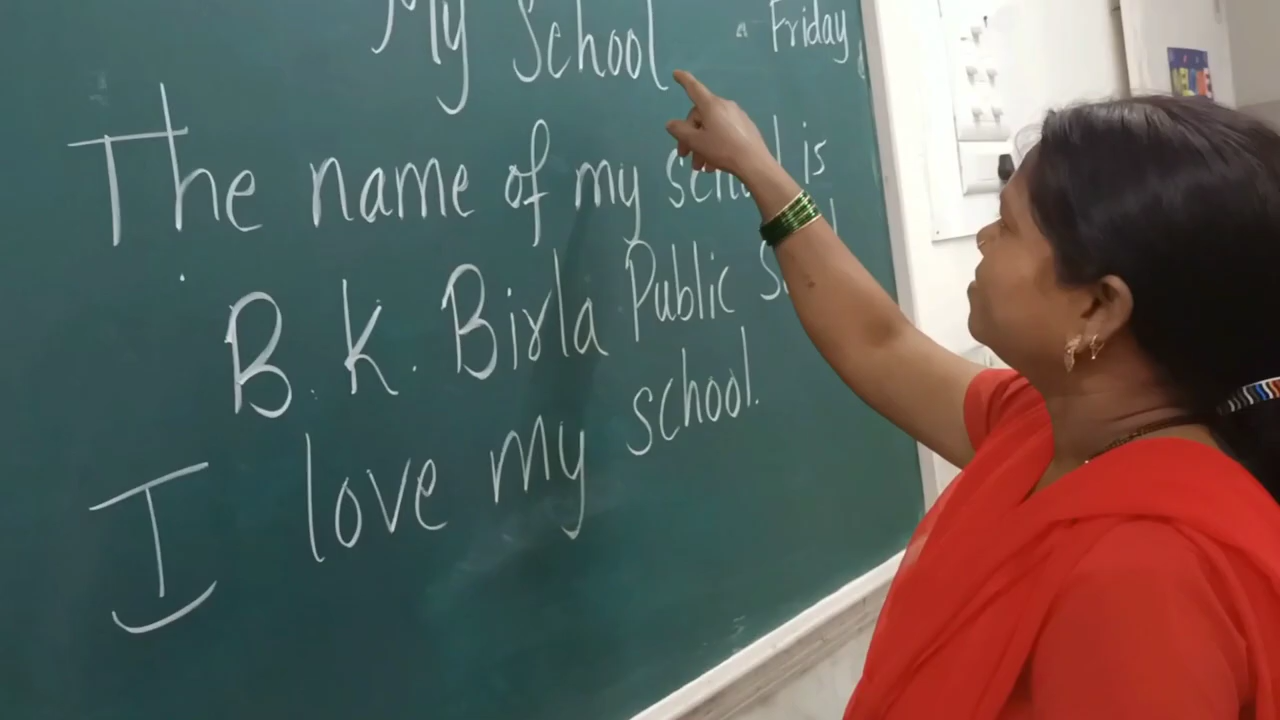 My School
Friday
The name of my school is
B. K. Birla Public School
I love my school.